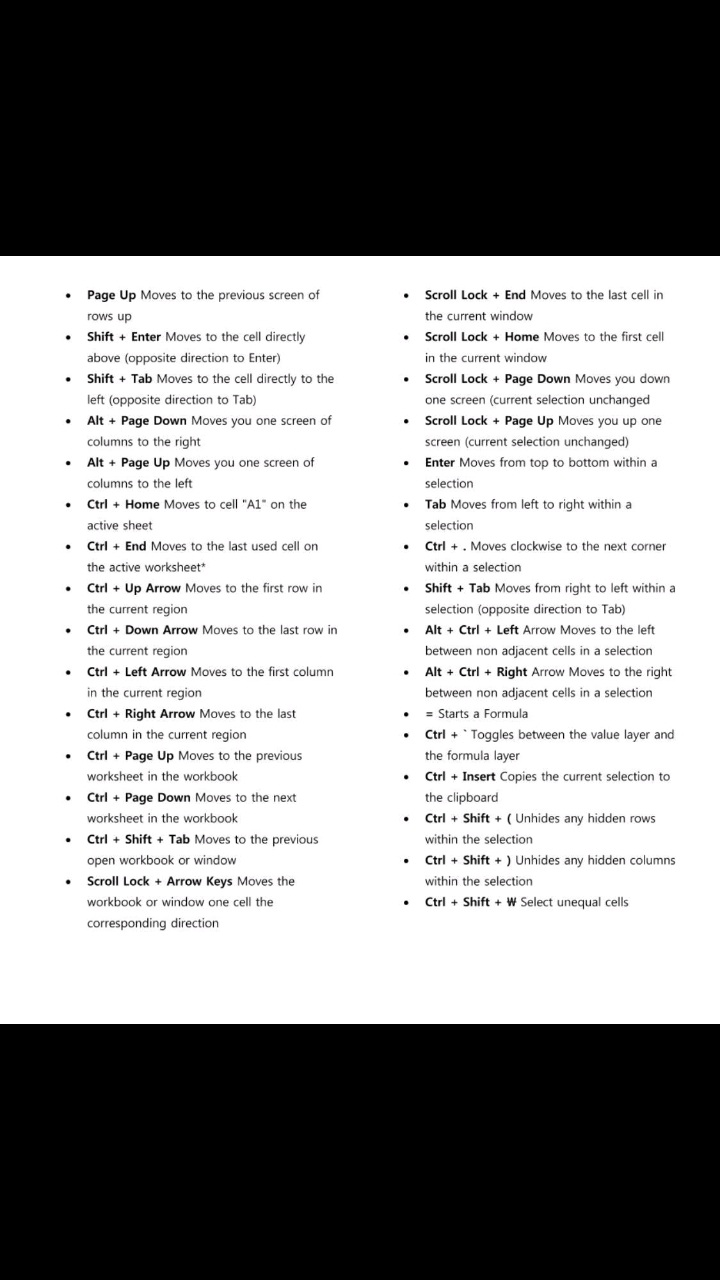 • Page Up Moves to the previous screen of
rows up
• Shift + Enter Moves to the cell directly
above (opposite direction to Enter)
• Shift + Tab Moves to the cell directly to the
left (opposite direction to Tab)
• Alt + Page Down Moves you one screen of
columns to the right
• Alt + Page Up Moves you one screen of
columns to the left
• Ctrl + Home Moves to cell "A1" on the
active sheet
• Ctrl + End Moves to the last used cell on
the active worksheet*
• Ctrl + Up Arrow Moves to the first row in
the current region
• Ctrl + Down Arrow Moves to the last row in
the current region
• Ctrl + Left Arrow Moves to the first column
in the current region
• Ctrl + Right Arrow Moves to the last
column in the current region
• Ctrl + Page Up Moves to the previous
worksheet in the workbook
• Ctrl + Page Down Moves to the next
worksheet in the workbook
• Ctrl + Shift + Tab Moves to the previous
open workbook or window
• Scroll Lock + Arrow Keys Moves the
workbook or window one cell the
corresponding direction
• Scroll Lock + End Moves to the last cell in
the current window
• Scroll Lock + Home Moves to the first cell
in the current window
• Scroll Lock + Page Down Moves you down
one screen (current selection unchanged
• Scroll Lock + Page Up Moves you up one
screen (current selection unchanged)
• Enter Moves from top to bottom within a
selection
• Tab Moves from left to right within a
selection
• Ctrl + . Moves clockwise to the next corner
within a selection
• Shift + Tab Moves from right to left within a
selection (opposite direction to Tab)
• Alt + Ctrl + Left Arrow Moves to the left
between non adjacent cells in a selection
• Alt + Ctrl + Right Arrow Moves to the right
between non adjacent cells in a selection
• = Starts a Formula
• Ctrl + ` Toggles between the value layer and
the formula layer
• Ctrl + Insert Copies the current selection to
the clipboard
• Ctrl + Shift + ( Unhides any hidden rows
within the selection
• Ctrl + Shift + ) Unhides any hidden columns
within the selection
• Ctrl + Shift + ₩ Select unequal cells